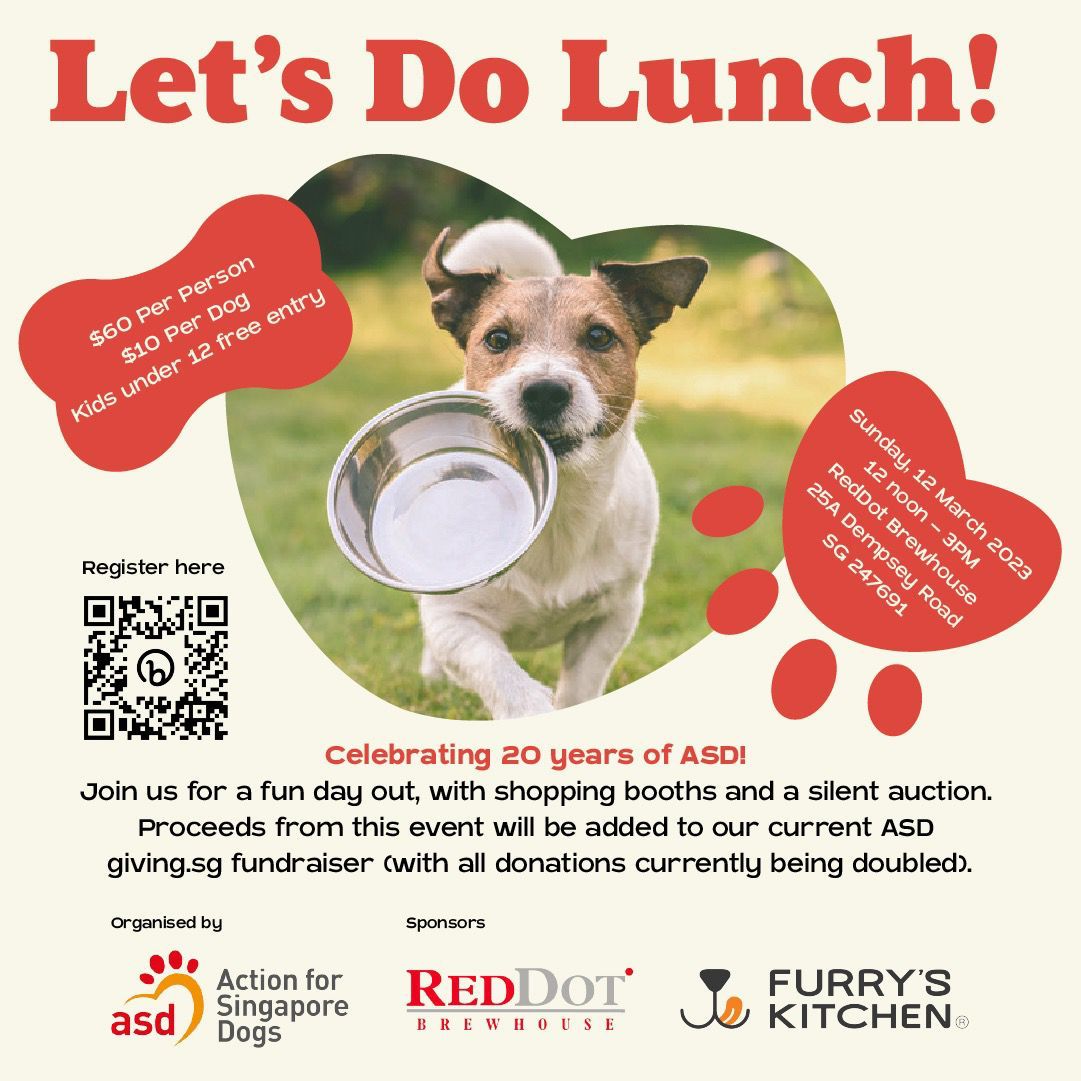 Let's Do Lunch!
$60 Per Person
$10 Per Dog
Kids under 12 free entry
Sunday, 12 March 2023
12 noon - 3PM
RedDot Brewhouse
25A Dempsey Road
SG 247691
Register here
Celebrating 20 years of ASD!
Join us for a fun day out, with shopping booths and a silent auction.
Proceeds from this event will be added to our current ASD
giving.sg fundraiser (with all donations currently being doubled).
Organised by
asd
Action for
Singapore
Dogs
Sponsors
REDDOT
BREWHOUSE
FURRY'S
KITCHEN®